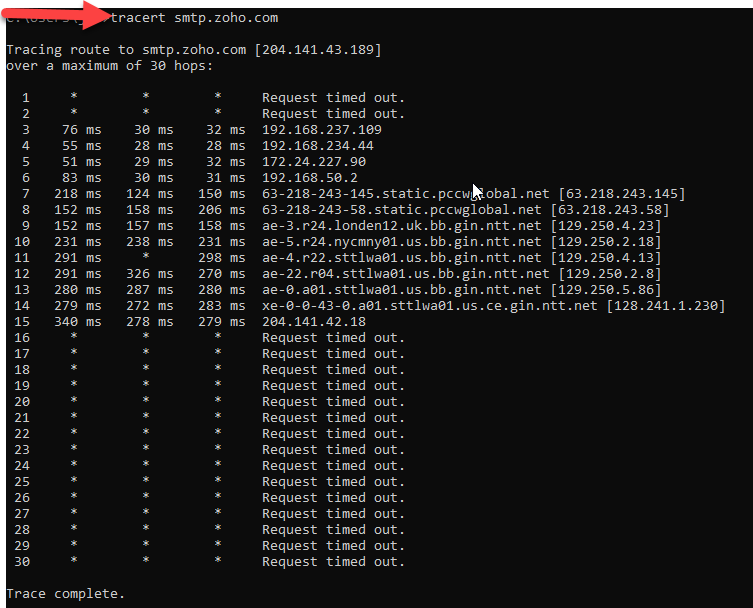 tracert smtp.zoho.com
Tracing route to smtp.zoho.com [204.141.43.189]
over a maximum of 30 hops:
1 * * * Request timed out.
2 * * * Request timed out.
3 76 ms 30 ms 32 ms 192.168.237.109
4 55 ms 28 ms 28 ms 192.168.234.44
5 51 ms 29 ms 32 ms 172.24.227.90
6 83 ms 30 ms 31 ms 192.168.50.2
7 218 ms 124 ms 150 ms 63-218-243-145.static.pccwglobal.net [63.218.243.145]
8 152 ms 158 ms 206 ms 63-218-243-58.static.pccwglobal.net [63.218.243.58]
9 152 ms 157 ms 158 ms ae-3.r24.londen12.uk.bb.gin.ntt.net [129.250.4.23]
10 231 ms 238 ms 231 ms ae-5.r24.nycmny01.us.bb.gin.ntt.net [129.250.2.18]
11 291 ms * 298 ms ae-4.r22.sttlwa01.us.bb.gin.ntt.net [129.250.4.13]
12 291 ms 326 ms 270 ms ae-22.r04.sttlwa01.us.bb.gin.ntt.net [129.250.2.8]
13 280 ms 287 ms 280 ms ae-0.a01.sttlwa01.us.bb.gin.ntt.net [129.250.5.86]
14 279 ms 272 ms 283 ms xe-0-0-43-0.a01.sttlwa01.us.ce.gin.ntt.net [128.241.1.230]
15 340 ms 278 ms 279 ms 204.141.42.18
16 * * * Request timed out.
17 * * * Request timed out.
18 * * * Request timed out.
19 * * * Request timed out.
20 * * * Request timed out.
21 * * * Request timed out.
22 * * * Request timed out.
23 * * * Request timed out.
24 * * * Request timed out.
25 * * * Request timed out.
26 * * * Request timed out.
27 * * * Request timed out.
28 * * * Request timed out.
29 * * * Request timed out.
30 * * * Request timed out.
Trace complete.